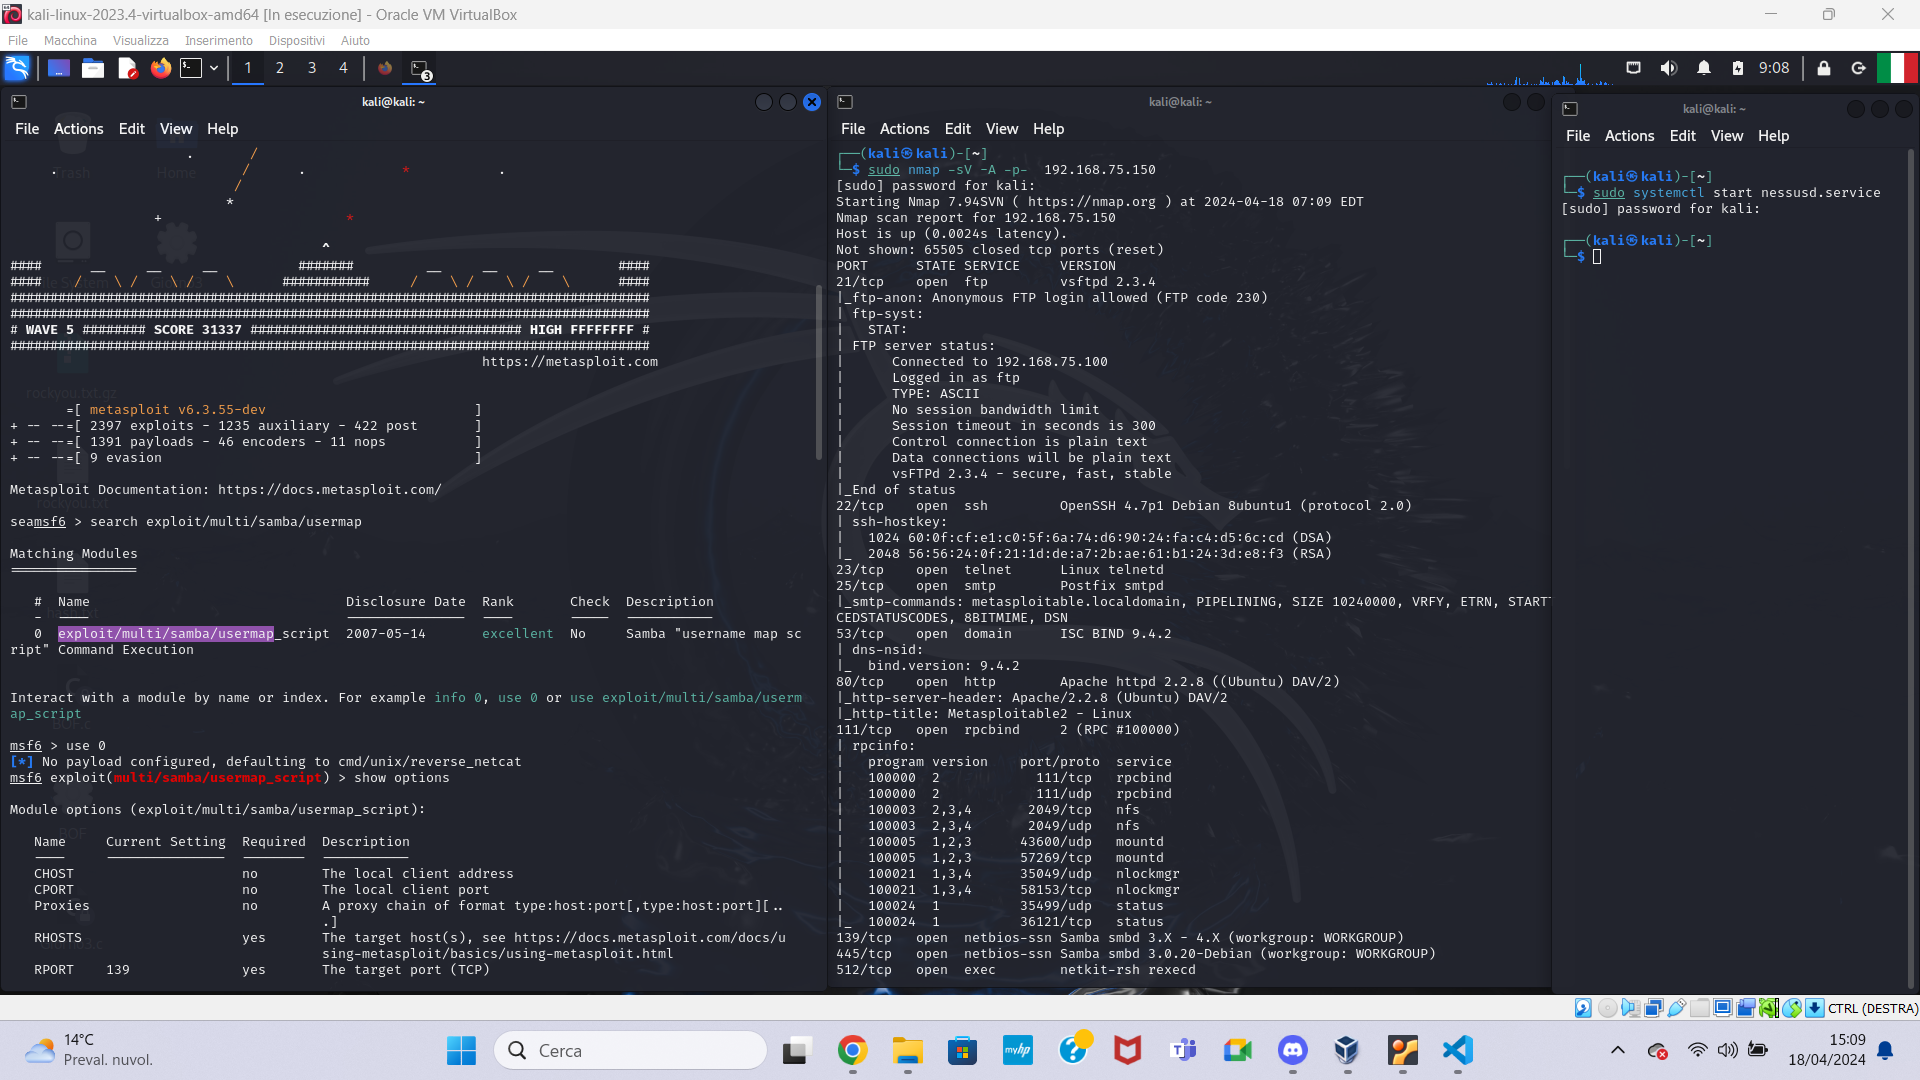 kali-linux-2023.4-virtualbox-amd64 [In esecuzione] - Oracle VM VirtualBox
File Macchina Visualizza Inserimento Dispositivi Aiuto
1 2 3 4 3 9:08
kali@kali: ~
File Actions Edit View Help
#### __ __ __ ####### __ __ __ ####
#### / \ / \ / \ ########### / \ / \ / \ ####
################################################################################
################################################################################
# WAVE 5 ######## SCORE 31337 ################################## HIGH FFFFFFFF #
################################################################################
https://metasploit.com
=[ metasploit v6.3.55-dev ]
+ -- --=[ 2397 exploits - 1235 auxiliary - 422 post ]
+ -- --=[ 1391 payloads - 46 encoders - 11 nops ]
+ -- --=[ 9 evasion ]
Metasploit Documentation: https://docs.metasploit.com/
seamsf6 > search exploit/multi/samba/usermap
Matching Modules
================
# Name Disclosure Date Rank Check Description
- ---- --------------- ---- ----- -----------
0 exploit/multi/samba/usermap_script 2007-05-14 excellent No Samba "username map sc
ript" Command Execution
Interact with a module by name or index. For example info 0, use 0 or use exploit/multi/samba/userm
ap_script
msf6 > use 0
[*] No payload configured, defaulting to cmd/unix/reverse_netcat
msf6 exploit(multi/samba/usermap_script) > show options
Module options (exploit/multi/samba/usermap_script):
Name Current Setting Required Description
---- --------------- -------- -----------
CHOST no The local client address
CPORT no The local client port
Proxies no A proxy chain of format type:host:port[,type:host:port][..
.]
RHOSTS yes The target host(s), see https://docs.metasploit.com/docs/u
sing-metasploit/basics/using-metasploit.html
RPORT 139 yes The target port (TCP)
kali@kali: ~
File Actions Edit View Help
┌──(kali㉿kali)-[~]
└─$ sudo nmap -sV -A -p- 192.168.75.150
[sudo] password for kali:
Starting Nmap 7.94SVN ( https://nmap.org ) at 2024-04-18 07:09 EDT
Nmap scan report for 192.168.75.150
Host is up (0.0024s latency).
Not shown: 65505 closed tcp ports (reset)
PORT STATE SERVICE VERSION
21/tcp open ftp vsftpd 2.3.4
|_ftp-anon: Anonymous FTP login allowed (FTP code 230)
| ftp-syst:
| STAT:
| FTP server status:
| Connected to 192.168.75.100
| Logged in as ftp
| TYPE: ASCII
| No session bandwidth limit
| Session timeout in seconds is 300
| Control connection is plain text
| Data connections will be plain text
| vsFTPd 2.3.4 - secure, fast, stable
|_End of status
22/tcp open ssh OpenSSH 4.7p1 Debian 8ubuntu1 (protocol 2.0)
| ssh-hostkey:
| 1024 60:0f:cf:e1:c0:5f:6a:74:d6:90:24:fa:c4:d5:6c:cd (DSA)
|_ 2048 56:56:24:0f:21:1d:de:a7:2b:ae:61:b1:24:3d:e8:f3 (RSA)
23/tcp open telnet Linux telnetd
25/tcp open smtp Postfix smtpd
|_smtp-commands: metasploitable.localdomain, PIPELINING, SIZE 10240000, VRFY, ETRN, START
CEDSTATUSCODES, 8BITMIME, DSN
53/tcp open domain ISC BIND 9.4.2
| dns-nsid:
|_ bind.version: 9.4.2
80/tcp open http Apache httpd 2.2.8 ((Ubuntu) DAV/2)
|_http-server-header: Apache/2.2.8 (Ubuntu) DAV/2
|_http-title: Metasploitable2 - Linux
111/tcp open rpcbind 2 (RPC #100000)
| rpcinfo:
| program version port/proto service
| 100000 2 111/tcp rpcbind
| 100000 2 111/udp rpcbind
| 100003 2,3,4 2049/tcp nfs
| 100003 2,3,4 2049/udp nfs
| 100005 1,2,3 43600/udp mountd
| 100005 1,2,3 57269/tcp mountd
| 100021 1,3,4 35049/udp nlockmgr
| 100021 1,3,4 58153/tcp nlockmgr
| 100024 1 35499/udp status
|_ 100024 1 36121/tcp status
139/tcp open netbios-ssn Samba smbd 3.X - 4.X (workgroup: WORKGROUP)
445/tcp open netbios-ssn Samba smbd 3.0.20-Debian (workgroup: WORKGROUP)
512/tcp open exec netkit-rsh rexecd
kali@kali: ~
File Actions Edit View Help
┌──(kali㉿kali)-[~]
└─$ sudo systemctl start nessusd.service
[sudo] password for kali:
┌──(kali㉿kali)-[~]
└─$
Trash
Home
rockyou.txt.gz
rockyou.txt
hash.txt
BOF.c
BOF
CTRL (DESTRA)
14°C
Preval. nuvol.
Cerca
myhp
15:09
18/04/2024